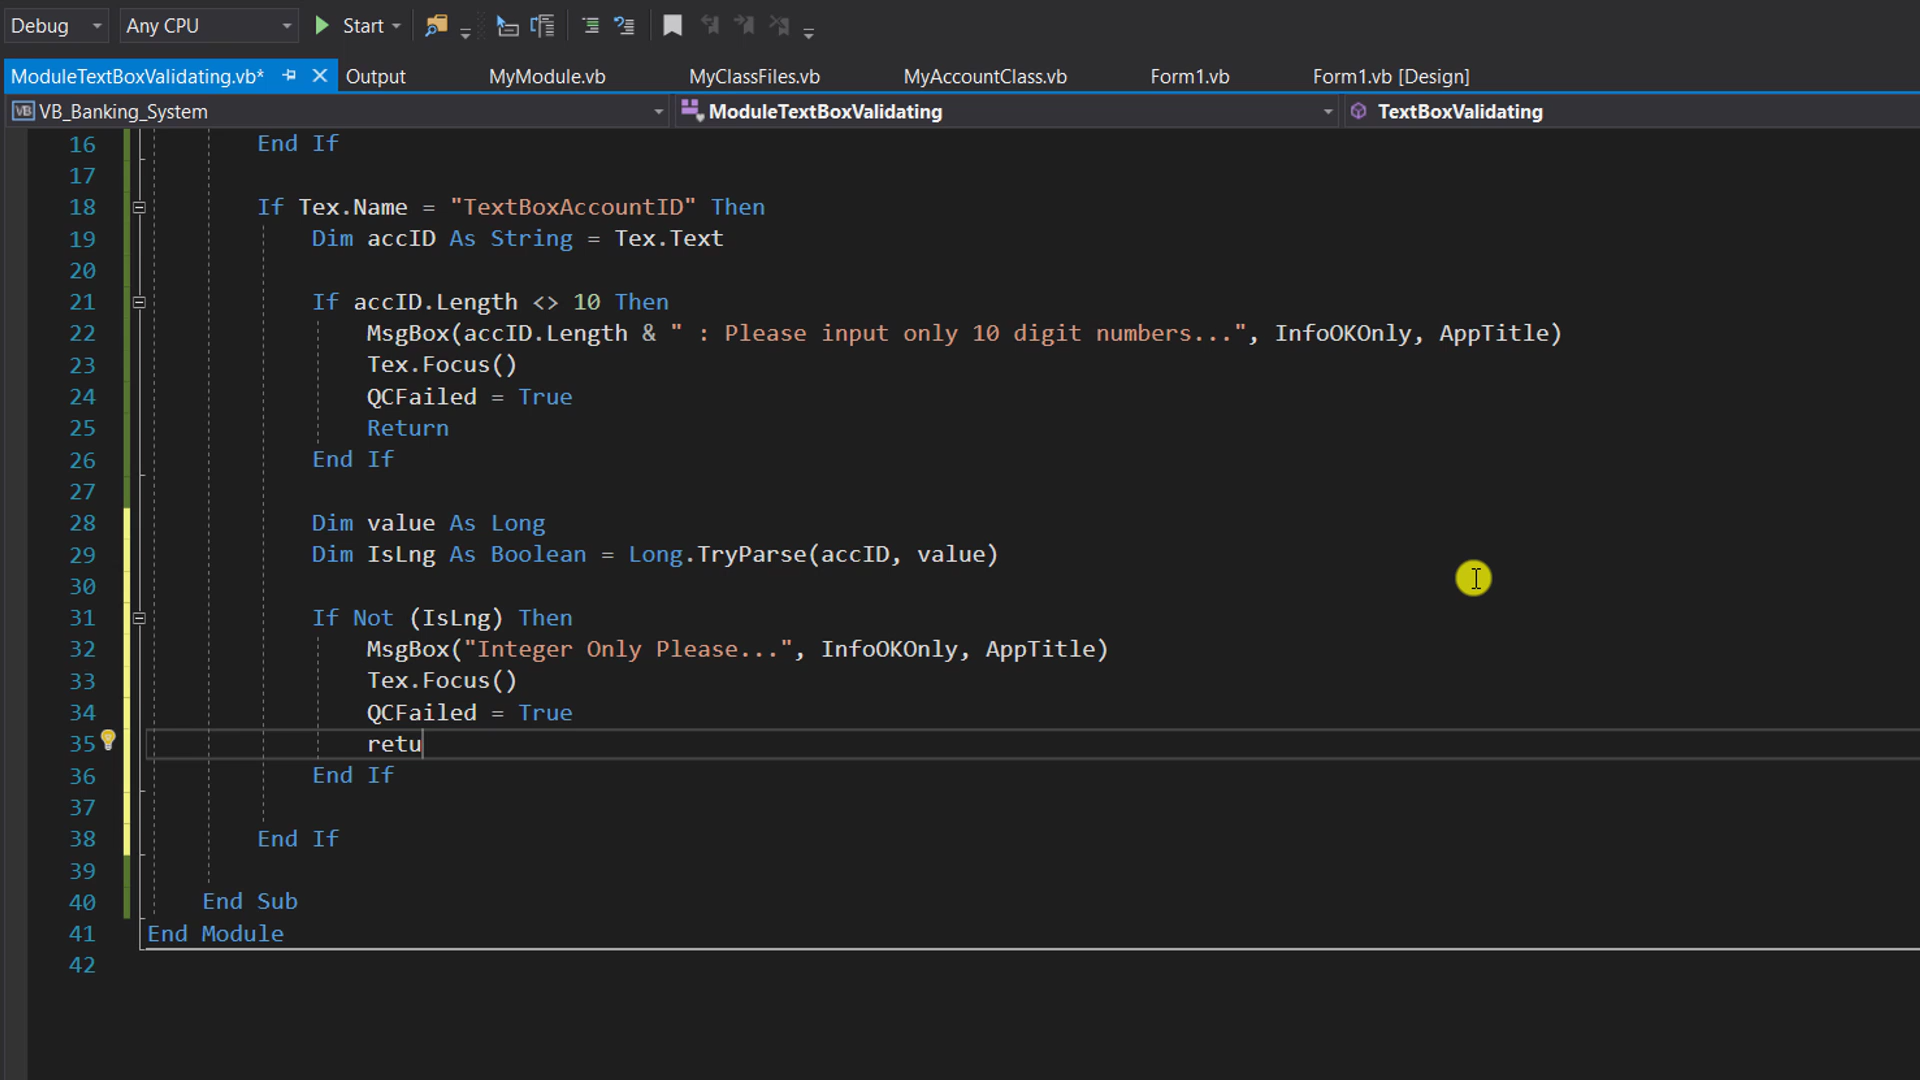 Debug Any CPU Start
ModuleTextBoxValidating.vb* Output MyModule.vb MyClassFiles.vb MyAccountClass.vb Form1.vb Form1.vb [Design]
VB VB_Banking_System ModuleTextBoxValidating TextBoxValidating
16 End If
17
18 If Tex.Name = "TextBoxAccountID" Then
19 Dim accID As String = Tex.Text
20
21 If accID.Length <> 10 Then
22 MsgBox(accID.Length & " : Please input only 10 digit numbers...", InfoOKOnly, AppTitle)
23 Tex.Focus()
24 QCFailed = True
25 Return
26 End If
27
28 Dim value As Long
29 Dim IsLng As Boolean = Long.TryParse(accID, value)
30
31 If Not (IsLng) Then
32 MsgBox("Integer Only Please...", InfoOKOnly, AppTitle)
33 Tex.Focus()
34 QCFailed = True
35 retu
36 End If
37
38 End If
39
40 End Sub
41 End Module
42